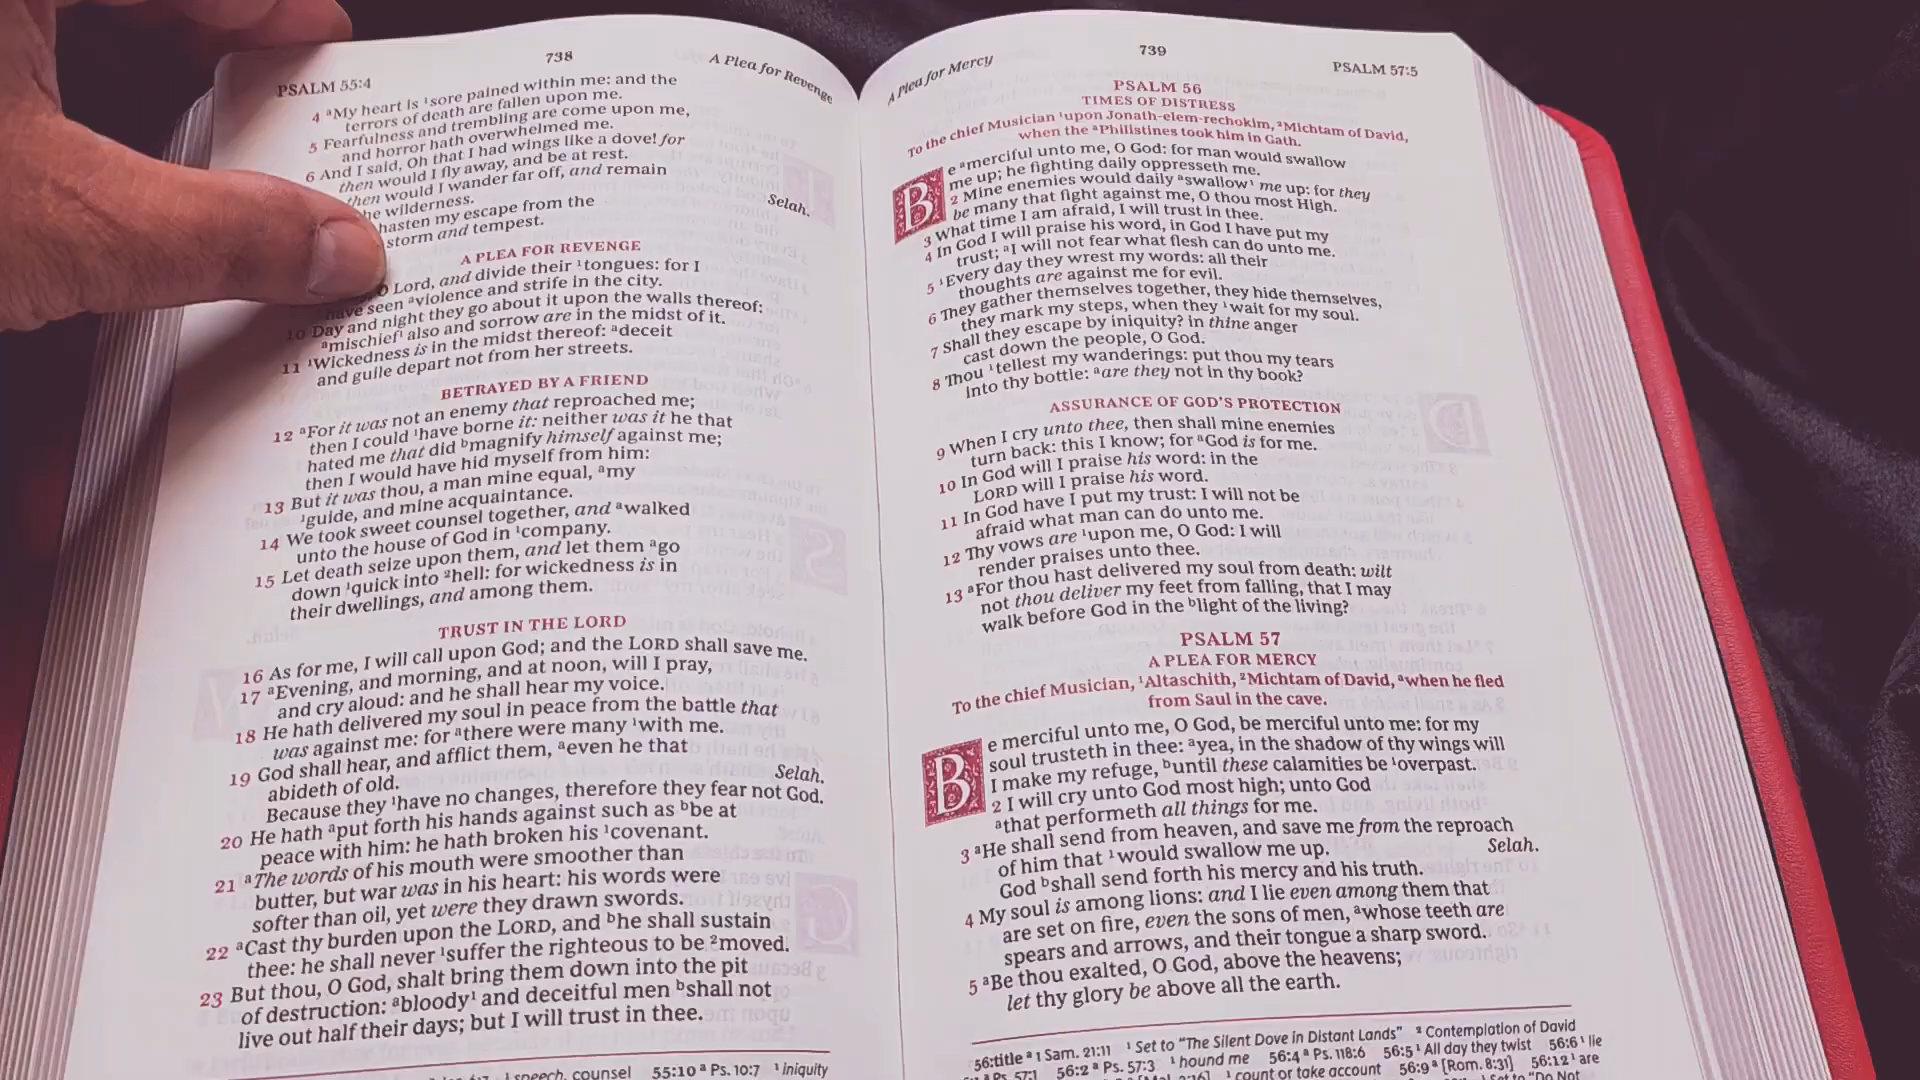 738
A Plea for Revenge
PSALM 55:4
4 aMy heart is 1sore pained within me: and the
terrors of death are fallen upon me.
5 Fearfulness and trembling are come upon me,
and horror hath overwhelmed me.
6 And I said, Oh that I had wings like a dove! for
then would I fly away, and be at rest.
then would I wander far off, and remain
he wilderness.
Selah.
hasten my escape from the
storm and tempest.
A PLEA FOR REVENGE
O Lord, and divide their 1tongues: for I
have seen aviolence and strife in the city.
10 Day and night they go about it upon the walls thereof:
amischief1 also and sorrow are in the midst of it.
11 1Wickedness is in the midst thereof: adeceit
and guile depart not from her streets.
BETRAYED BY A FRIEND
12 aFor it was not an enemy that reproached me;
then I could 1have borne it: neither was it he that
hated me that did bmagnify himself against me;
then I would have hid myself from him:
13 But it was thou, a man mine equal, amy
1guide, and mine acquaintance.
14 We took sweet counsel together, and awalked
unto the house of God in 1company.
15 Let death seize upon them, and let them ago
down 1quick into 2hell: for wickedness is in
their dwellings, and among them.
TRUST IN THE LORD
16 As for me, I will call upon God; and the LORD shall save me.
17 aEvening, and morning, and at noon, will I pray,
and cry aloud: and he shall hear my voice.
18 He hath delivered my soul in peace from the battle that
was against me: for athere were many 1with me.
19 God shall hear, and afflict them, aeven he that
abideth of old.
Selah.
Because they 1have no changes, therefore they fear not God.
20 He hath aput forth his hands against such as bbe at
peace with him: he hath broken his 1covenant.
21 aThe words of his mouth were smoother than
butter, but war was in his heart: his words were
softer than oil, yet were they drawn swords.
22 aCast thy burden upon the LORD, and bhe shall sustain
thee: he shall never 1suffer the righteous to be 2moved.
23 But thou, O God, shalt bring them down into the pit
of destruction: abloody1 and deceitful men bshall not
live out half their days; but I will trust in thee.
speech, counsel 55:10 a Ps. 10:7 1 iniquity
A Plea for Mercy
739
PSALM 57:5
PSALM 56
TIMES OF DISTRESS
To the chief Musician 1upon Jonath-elem-rechokim, 2Michtam of David,
when the aPhilistines took him in Gath.
Be amerciful unto me, O God: for man would swallow
me up; he fighting daily oppresseth me.
2 Mine enemies would daily aswallow1 me up: for they
be many that fight against me, O thou most High.
3 What time I am afraid, I will trust in thee.
4 In God I will praise his word, in God I have put my
trust; aI will not fear what flesh can do unto me.
5 1Every day they wrest my words: all their
thoughts are against me for evil.
6 They gather themselves together, they hide themselves,
they mark my steps, when they 1wait for my soul.
7 Shall they escape by iniquity? in thine anger
cast down the people, O God.
8 Thou 1tellest my wanderings: put thou my tears
into thy bottle: aare they not in thy book?
ASSURANCE OF GOD'S PROTECTION
9 When I cry unto thee, then shall mine enemies
turn back: this I know; for aGod is for me.
10 In God will I praise his word: in the
LORD will I praise his word.
11 In God have I put my trust: I will not be
afraid what man can do unto me.
12 Thy vows are 1upon me, O God: I will
render praises unto thee.
13 aFor thou hast delivered my soul from death: wilt
not thou deliver my feet from falling, that I may
walk before God in the blight of the living?
PSALM 57
A PLEA FOR MERCY
To the chief Musician, 1Altaschith, 2Michtam of David, awhen he fled
from Saul in the cave.
Be merciful unto me, O God, be merciful unto me: for my
soul trusteth in thee: ayea, in the shadow of thy wings will
I make my refuge, buntil these calamities be 1overpast.
2 I will cry unto God most high; unto God
athat performeth all things for me.
3 aHe shall send from heaven, and save me from the reproach
of him that 1would swallow me up.
Selah.
God bshall send forth his mercy and his truth.
4 My soul is among lions: and I lie even among them that
are set on fire, even the sons of men, awhose teeth are
spears and arrows, and their tongue a sharp sword.
5 aBe thou exalted, O God, above the heavens;
let thy glory be above all the earth.
56:title a 1 Sam. 21:11 1 Set to "The Silent Dove in Distant Lands" 2 Contemplation of David
Ps. 57:1 56:2 a Ps. 57:3 1 hound me 56:4 a Ps. 118:6 56:5 1 All day they twist 56:6 1 lie
1 count or take account 56:9 a [Rom. 8:31] 56:12 1 are